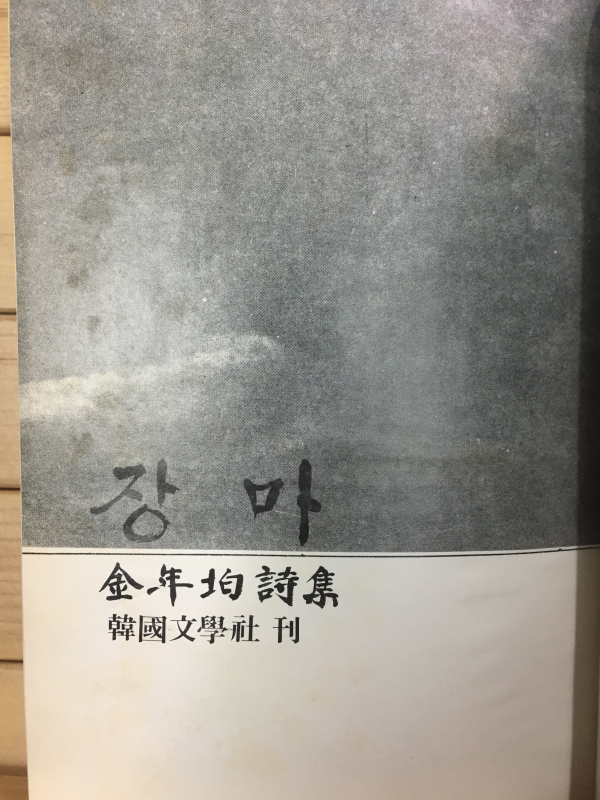 장마
金年均詩集
韓國文學社 刊